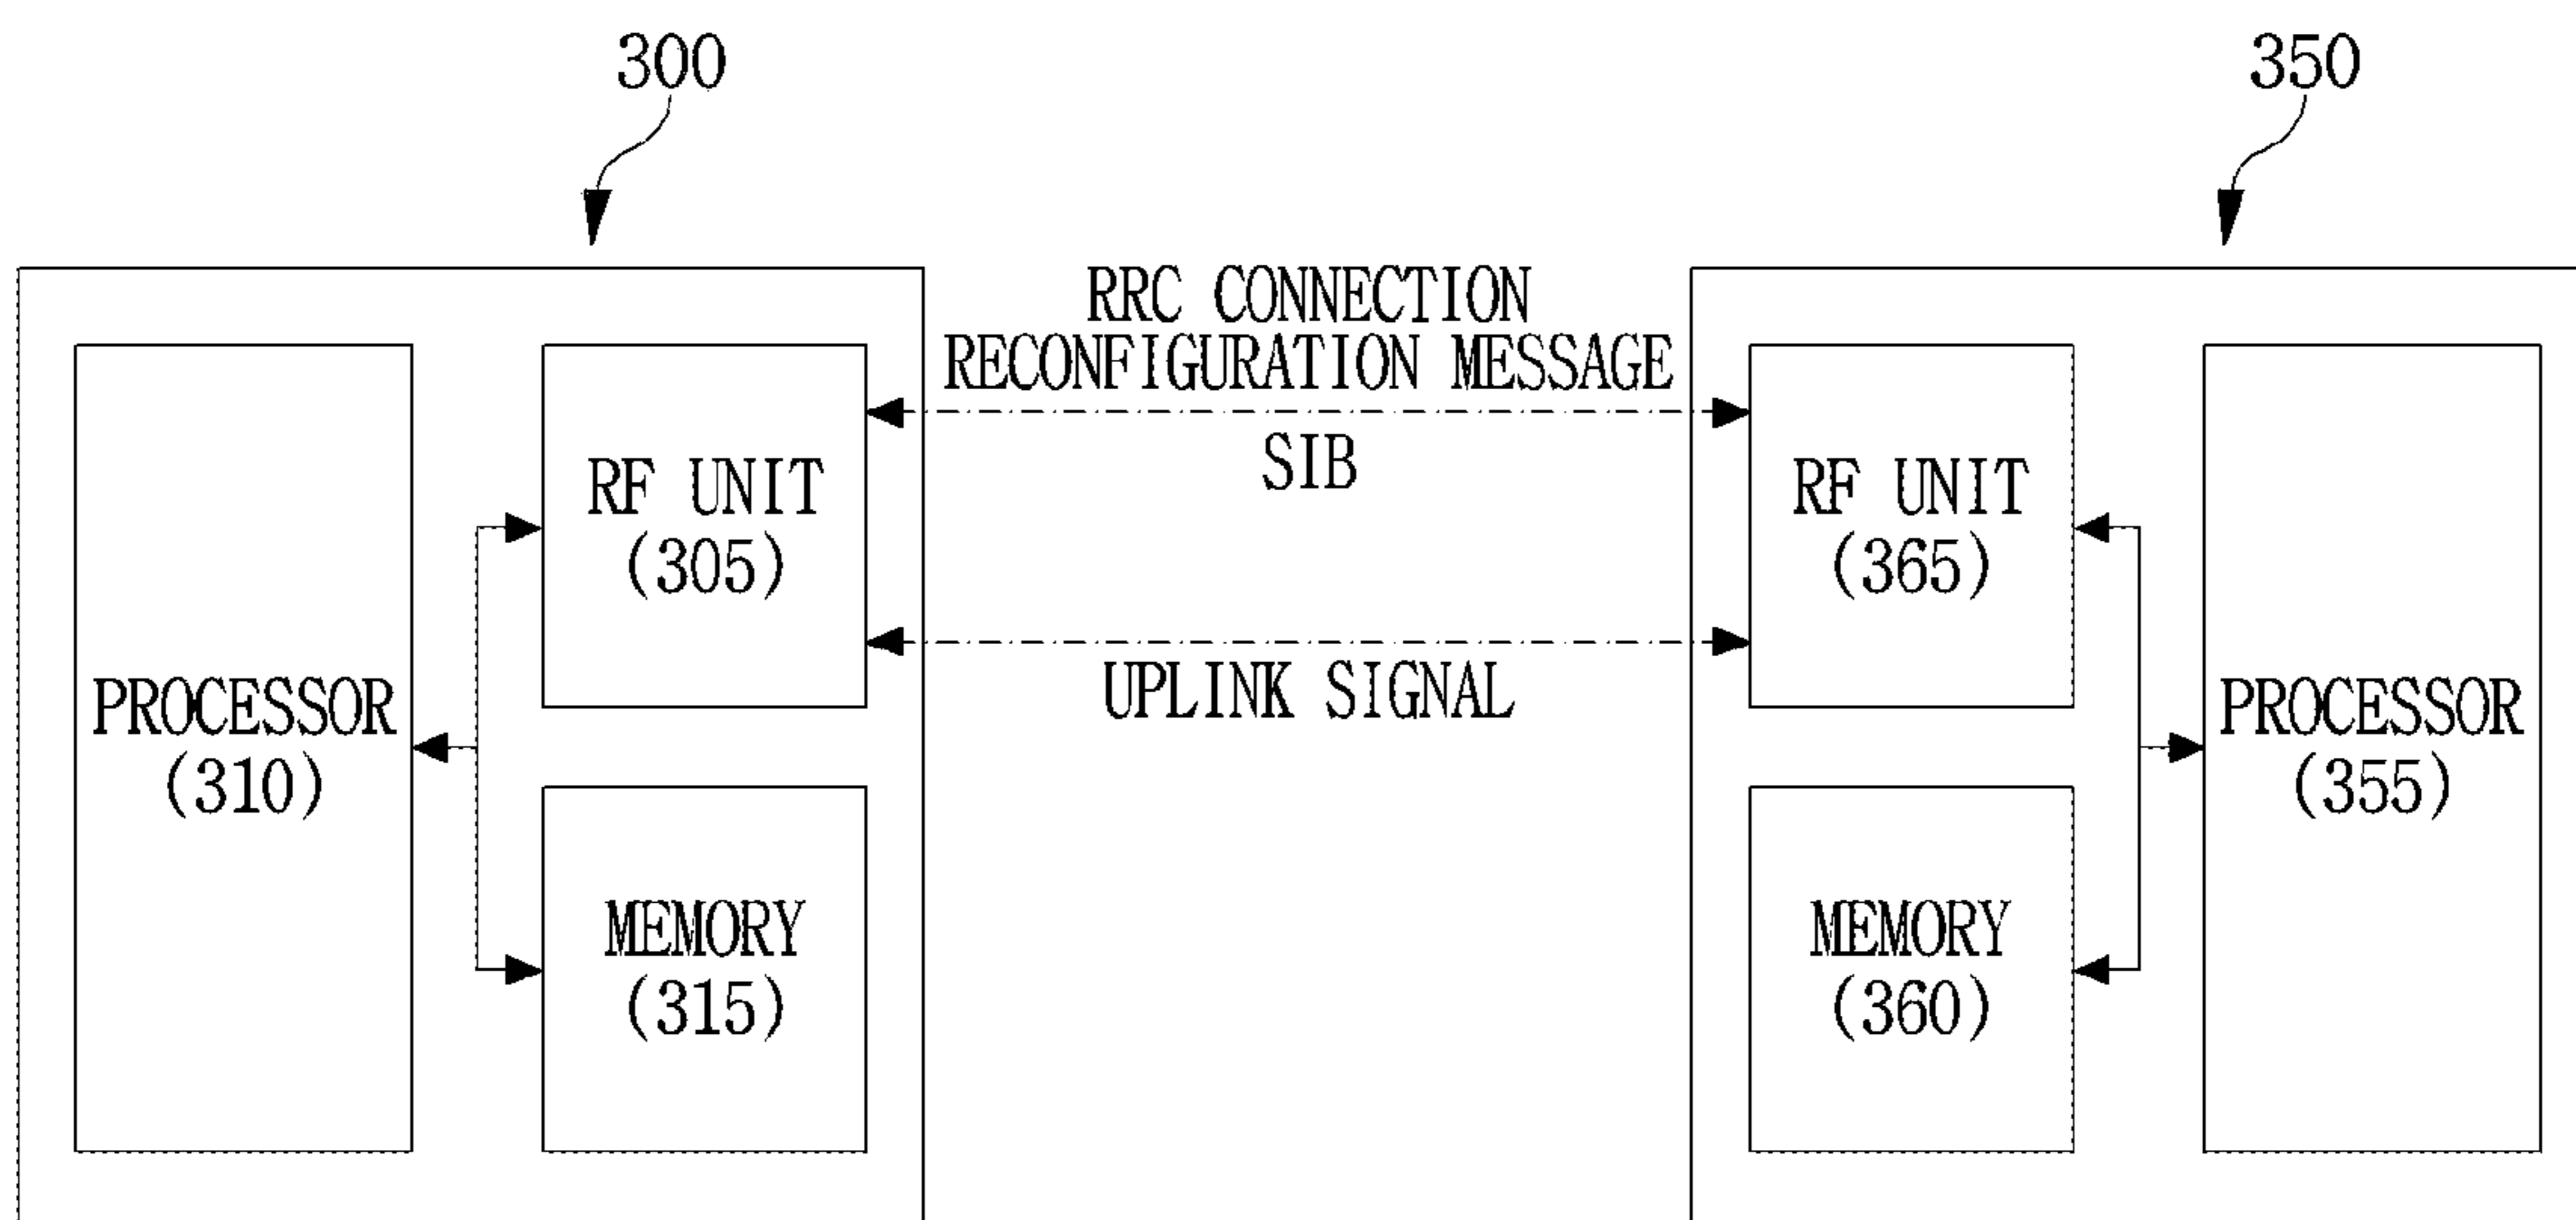 300
350
RRC CONNECTION
RECONFIGURATION MESSAGE
SIB
RF UNIT
(305)
RF UNIT
(365)
UPLINK SIGNAL
PROCESSOR
(310)
PROCESSOR
(355)
MEMORY
(315)
MEMORY
(360)